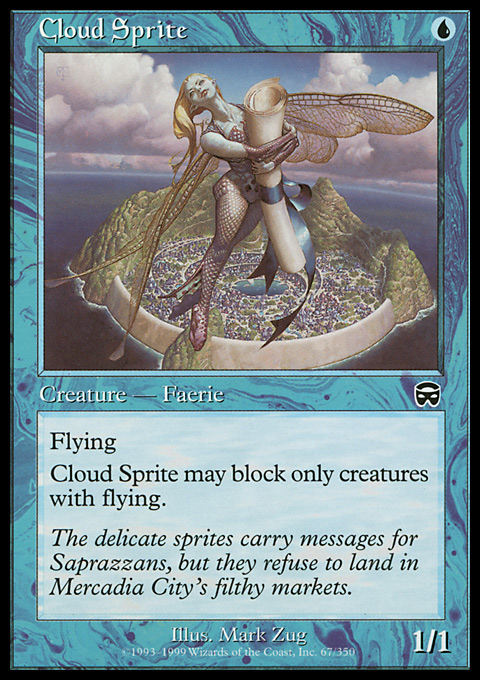 Cloud Sprite
Creature — Faerie
Flying
Cloud Sprite may block only creatures
with flying.
The delicate sprites carry messages for
Saprazzans, but they refuse to land in
Mercadia City's filthy markets.
Illus. Mark Zug
©1993-1999 Wizards of the Coast, Inc. 67/350
1/1